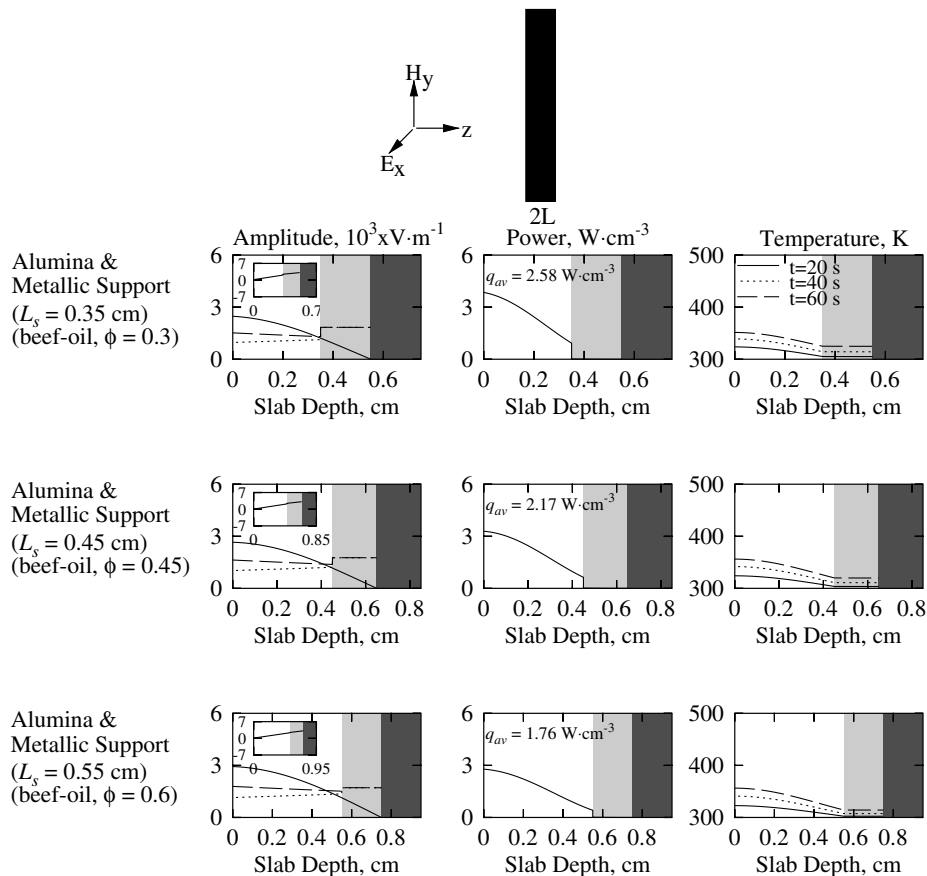 Hy
z
Ex
2L
Amplitude, 10³xV·m⁻¹
Power, W·cm⁻³
Temperature, K
Alumina &
Metallic Support
(Ls = 0.35 cm)
(beef-oil, ϕ = 0.3)
6
3
0
7
0
-7
0
0.7
0 0.2 0.4 0.6
Slab Depth, cm
6
3
0
qav = 2.58 W·cm⁻³
0 0.2 0.4 0.6
Slab Depth, cm
500
400
300
t=20 s
t=40 s
t=60 s
0 0.2 0.4 0.6
Slab Depth, cm
Alumina &
Metallic Support
(Ls = 0.45 cm)
(beef-oil, ϕ = 0.45)
6
3
0
7
0
-7
0
0.85
0 0.2 0.4 0.6 0.8
Slab Depth, cm
6
3
0
qav = 2.17 W·cm⁻³
0 0.2 0.4 0.6 0.8
Slab Depth, cm
500
400
300
0 0.2 0.4 0.6 0.8
Slab Depth, cm
Alumina &
Metallic Support
(Ls = 0.55 cm)
(beef-oil, ϕ = 0.6)
6
3
0
7
0
-7
0
0.95
0 0.2 0.4 0.6 0.8
Slab Depth, cm
6
3
0
qav = 1.76 W·cm⁻³
0 0.2 0.4 0.6 0.8
Slab Depth, cm
500
400
300
0 0.2 0.4 0.6 0.8
Slab Depth, cm